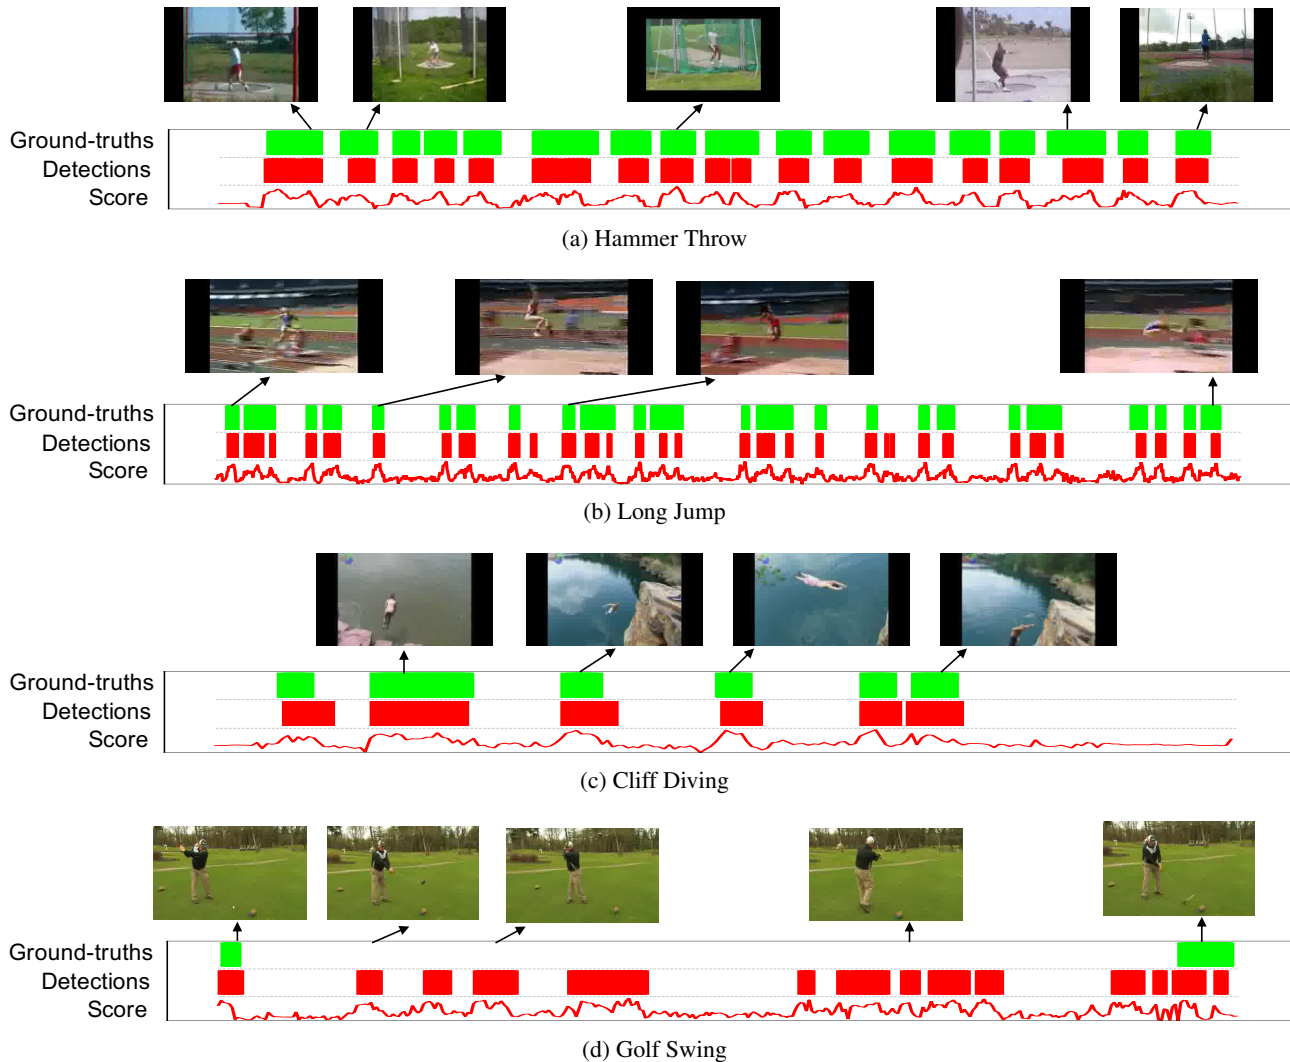 Ground-truths
Detections
Score
(a) Hammer Throw
Ground-truths
Detections
Score
(b) Long Jump
Ground-truths
Detections
Score
(c) Cliff Diving
Ground-truths
Detections
Score
(d) Golf Swing